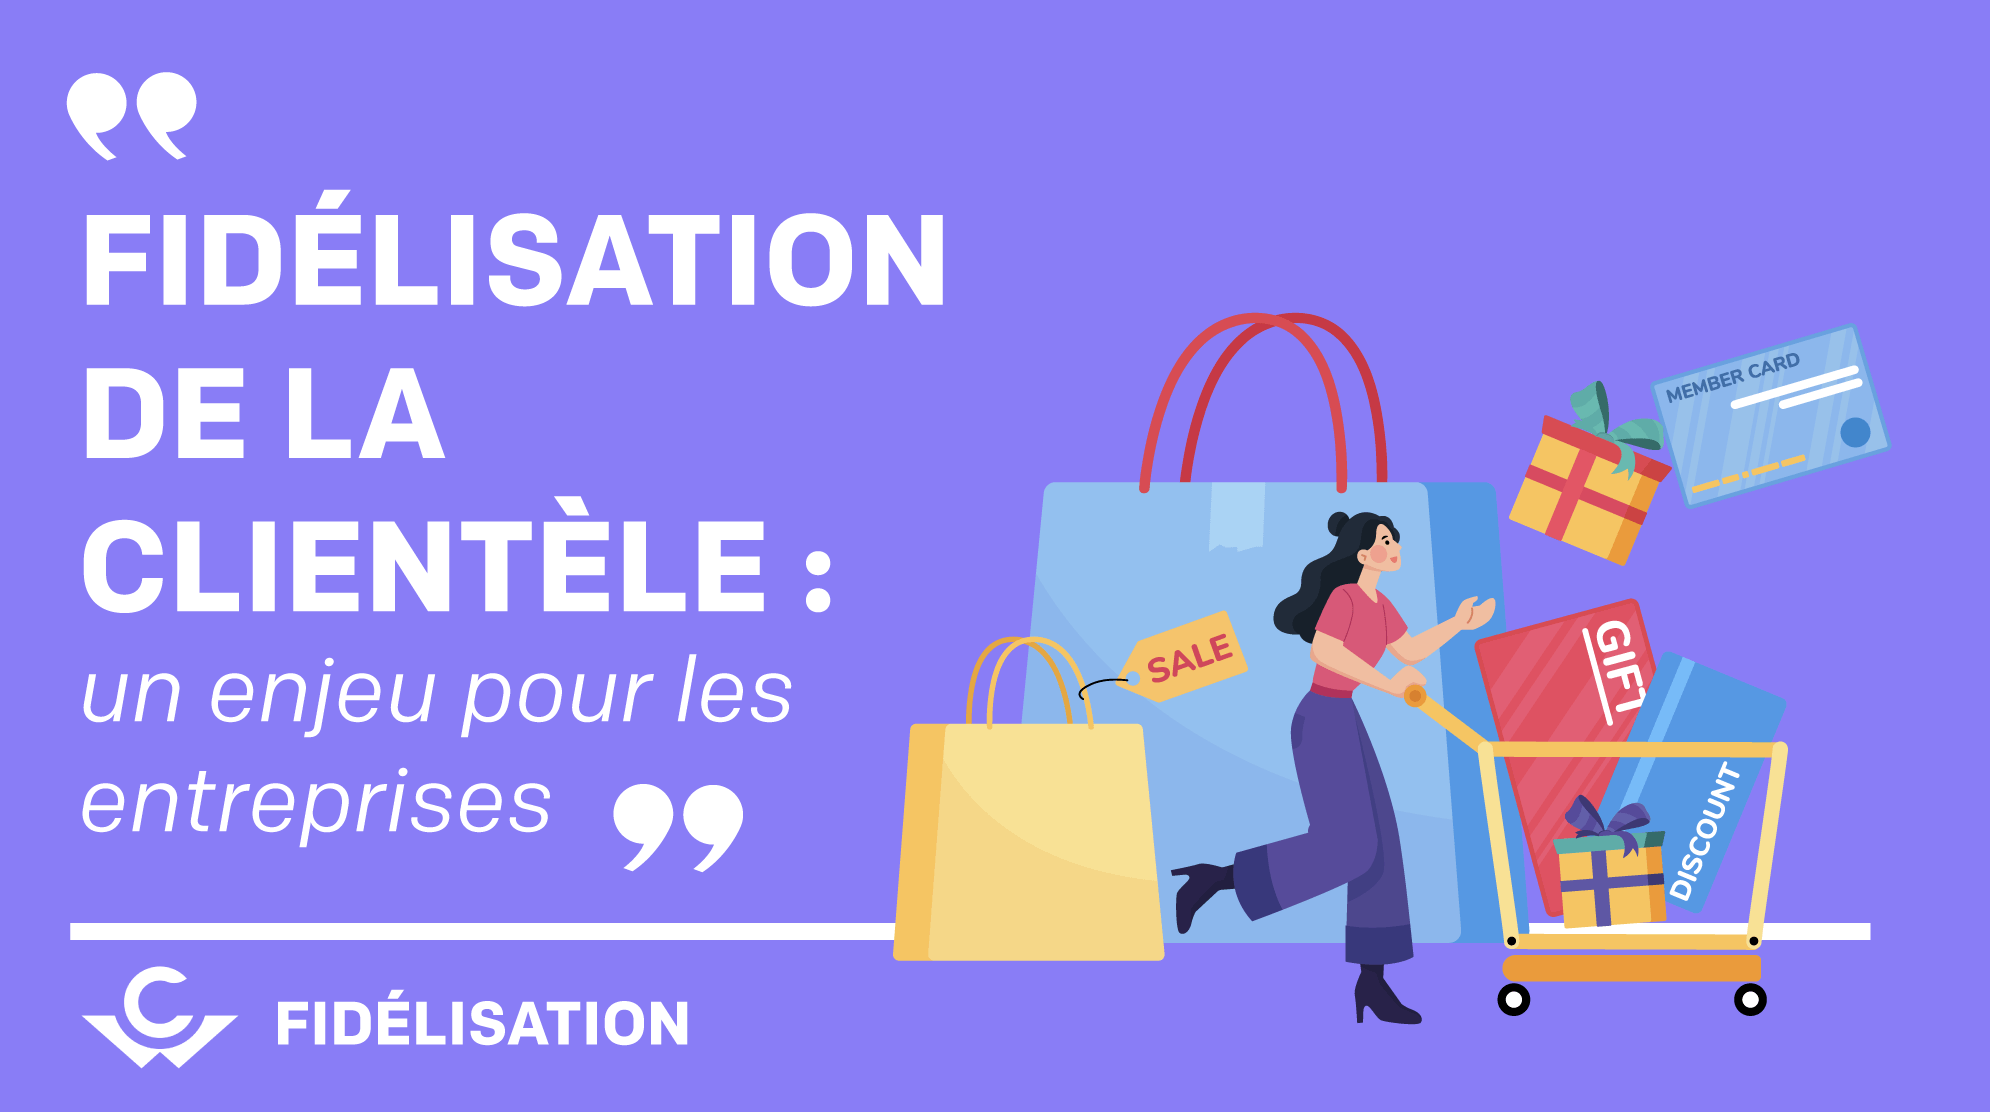 FIDÉLISATION
DE LA
CLIENTÈLE :
un enjeu pour les
entreprises
MEMBER CARD
SALE
GIFT
DISCOUNT
FIDÉLISATION